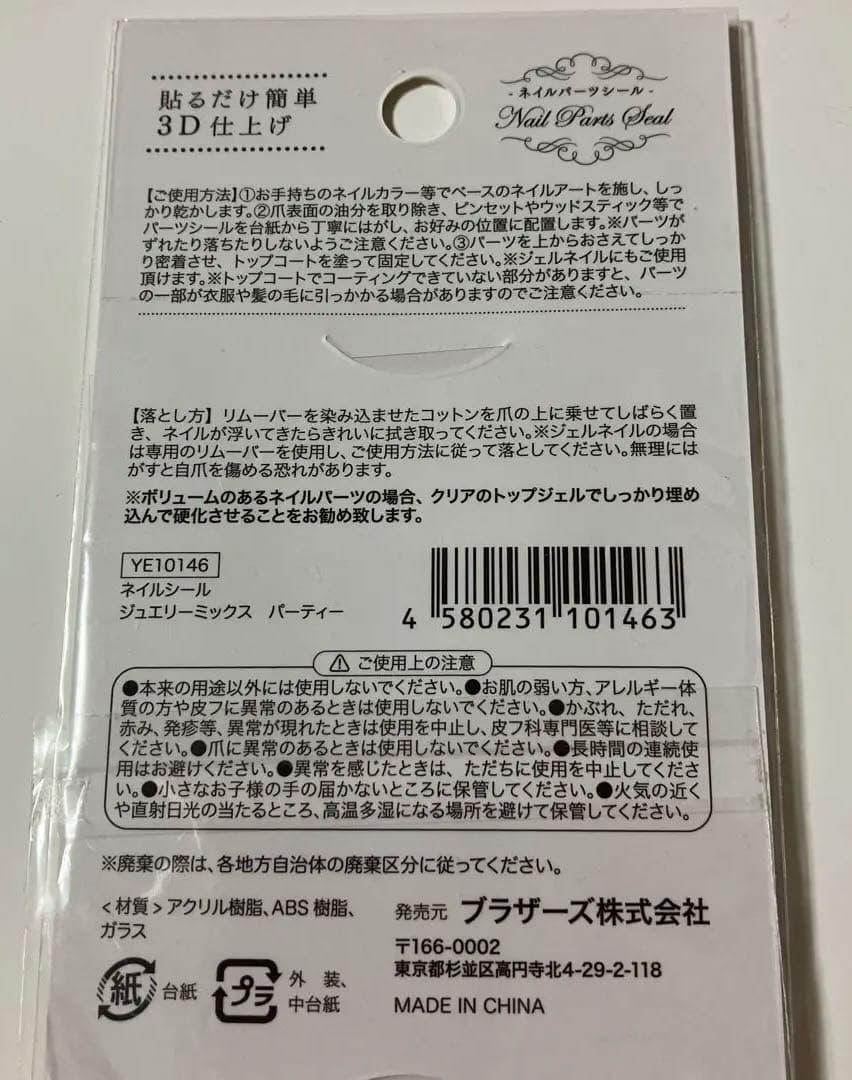 貼るだけ簡単
3D仕上げ
- ネイルパーツシール -
Nail Parts Seal
【ご使用方法】①お手持ちのネイルカラー等でベースのネイルアートを施し、しっ
かり乾かします。②爪表面の油分を取り除き、ピンセットやウッドスティック等で
パーツシールを台紙から丁寧にはがし、お好みの位置に配置します。※パーツが
ずれたり落ちたりしないようご注意ください。③パーツを上からおさえてしっか
り密着させ、トップコートを塗って固定してください。※ジェルネイルにもご使用
頂けます。※トップコートでコーティングできていない部分がありますと、パーツ
の一部が衣服や髪の毛に引っかかる場合がありますのでご注意ください。
【落とし方】リムーバーを染み込ませたコットンを爪の上に乗せてしばらく置
き、ネイルが浮いてきたらきれいに拭き取ってください。※ジェルネイルの場合
は専用のリムーバーを使用し、ご使用方法に従って落としてください。無理には
がすと自爪を傷める恐れがあります。
※ボリュームのあるネイルパーツの場合、クリアのトップジェルでしっかり埋め
込んで硬化させることをお勧め致します。
YE10146
ネイルシール
ジュエリーミックス パーティー
4 580231 101463
⚠ ご使用上の注意
●本来の用途以外には使用しないでください。●お肌の弱い方、アレルギー体
質の方や皮フに異常のあるときは使用しないでください。●かぶれ、ただれ、
赤み、発疹等、異常が現れたときは使用を中止し、皮フ科専門医等に相談して
ください。●爪に異常のあるときは使用しないでください。●長時間の連続使
用はお避けください。●異常を感じたときは、ただちに使用を中止してくださ
い。●小さなお子様の手の届かないところに保管してください。●火気の近く
や直射日光の当たるところ、高温多湿になる場所を避けて保管してください。
※廃棄の際は、各地方自治体の廃棄区分に従ってください。
<材質>アクリル樹脂、ABS樹脂、
ガラス
紙 台紙
プラ 外 装、
中台紙
発売元 ブラザーズ株式会社
〒166-0002
東京都杉並区高円寺北4-29-2-118
MADE IN CHINA